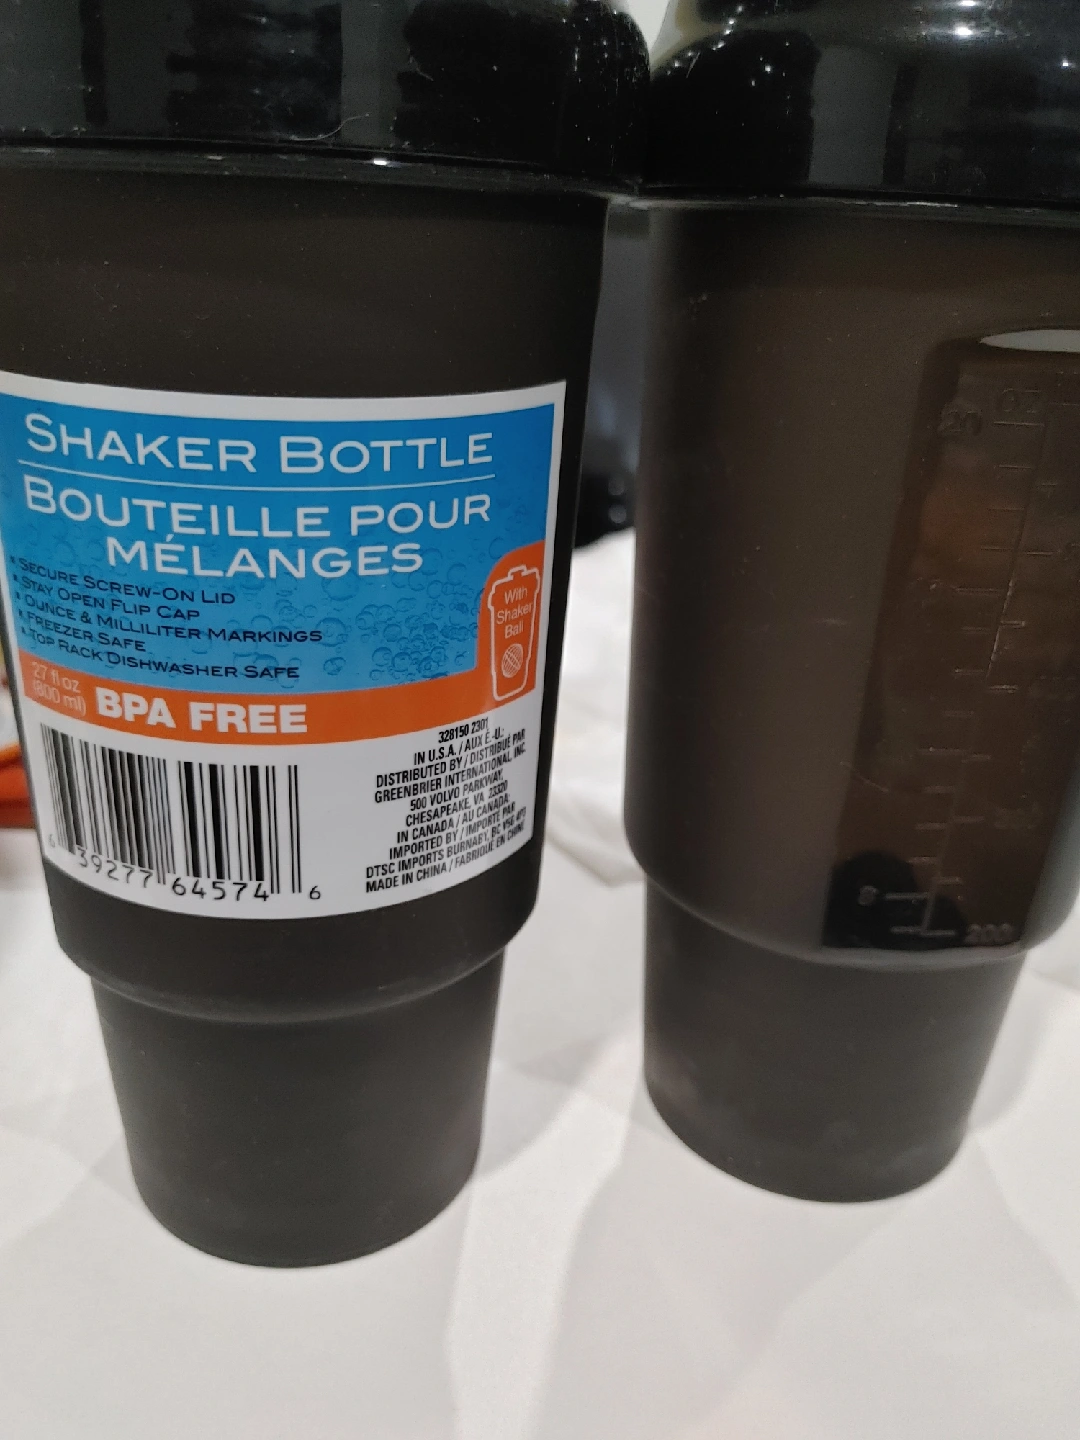 SHAKER BOTTLE
BOUTEILLE POUR
MÉLANGES
• SECURE SCREW-ON LID
• STAY OPEN FLIP CAP
• OUNCE & MILLILITER MARKINGS
• FREEZER SAFE
• TOP RACK DISHWASHER SAFE
With
Shaker
Ball
27 fl oz
(800 ml)
BPA FREE
6 39277 64574 6
328150 2301
IN U.S.A. / AUX É.-U.:
DISTRIBUTED BY / DISTRIBUÉ PAR
GREENBRIER INTERNATIONAL, INC.
500 VOLVO PARKWAY,
CHESAPEAKE, VA 23320
IN CANADA / AU CANADA:
IMPORTED BY / IMPORTÉ PAR
DTSC IMPORTS BURNABY, BC
MADE IN CHINA / FABRIQUÉ EN CHINE
20 OZ
200